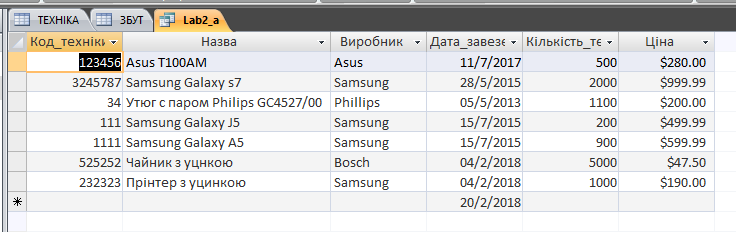 ТЕХНІКА ЗБУТ Lab2_a
Код_техніки Назва Виробник Дата_завезе Кількість_те Ціна
123456 Asus T100AM Asus 11/7/2017 500 $280.00
3245787 Samsung Galaxy s7 Samsung 28/5/2015 2000 $999.99
34 Утюг с паром Philips GC4527/00 Phillips 05/5/2013 1100 $200.00
111 Samsung Galaxy J5 Samsung 15/7/2015 200 $499.99
1111 Samsung Galaxy A5 Samsung 15/7/2015 900 $599.99
525252 Чайник з уцнкою Bosch 04/2/2018 5000 $47.50
232323 Прінтер з уцинкою Samsung 04/2/2018 1000 $190.00
20/2/2018